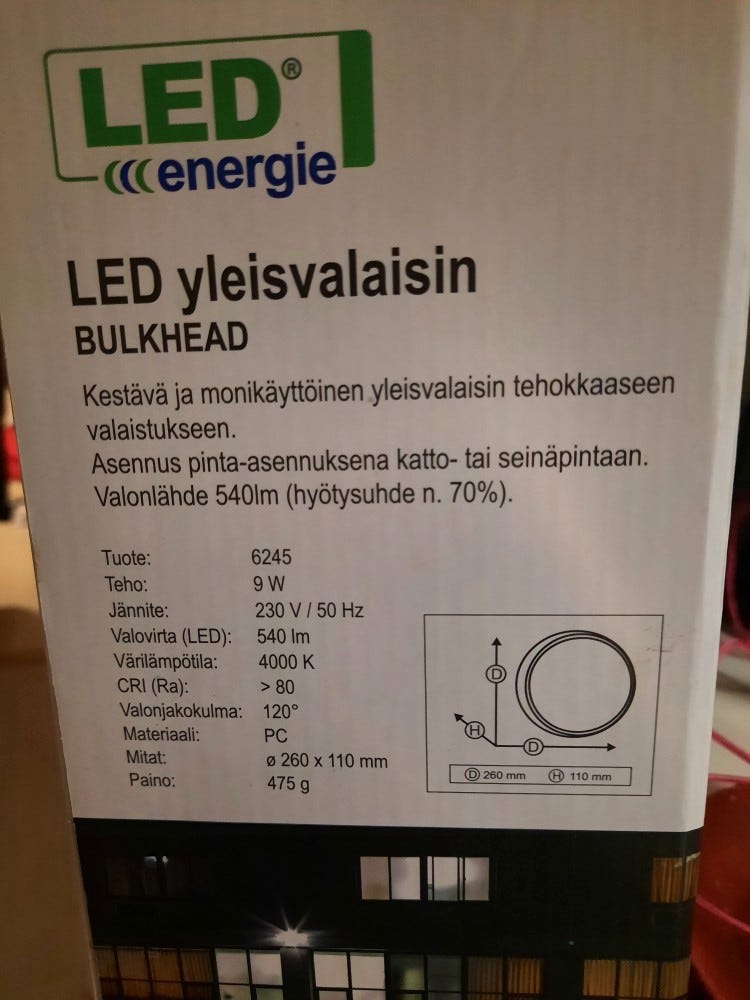 LED®
energie
LED yleisvalaisin
BULKHEAD
Kestävä ja monikäyttöinen yleisvalaisin tehokkaaseen
valaistukseen.
Asennus pinta-asennuksena katto- tai seinäpintaan.
Valonlähde 540lm (hyötysuhde n. 70%).
Tuote: 6245
Teho: 9 W
Jännite: 230 V / 50 Hz
Valovirta (LED): 540 lm
Värilämpötila: 4000 K
CRI (Ra): > 80
Valonjakokulma: 120°
Materiaali: PC
Mitat: ø 260 x 110 mm
Paino: 475 g
D
H
D
D 260 mm H 110 mm